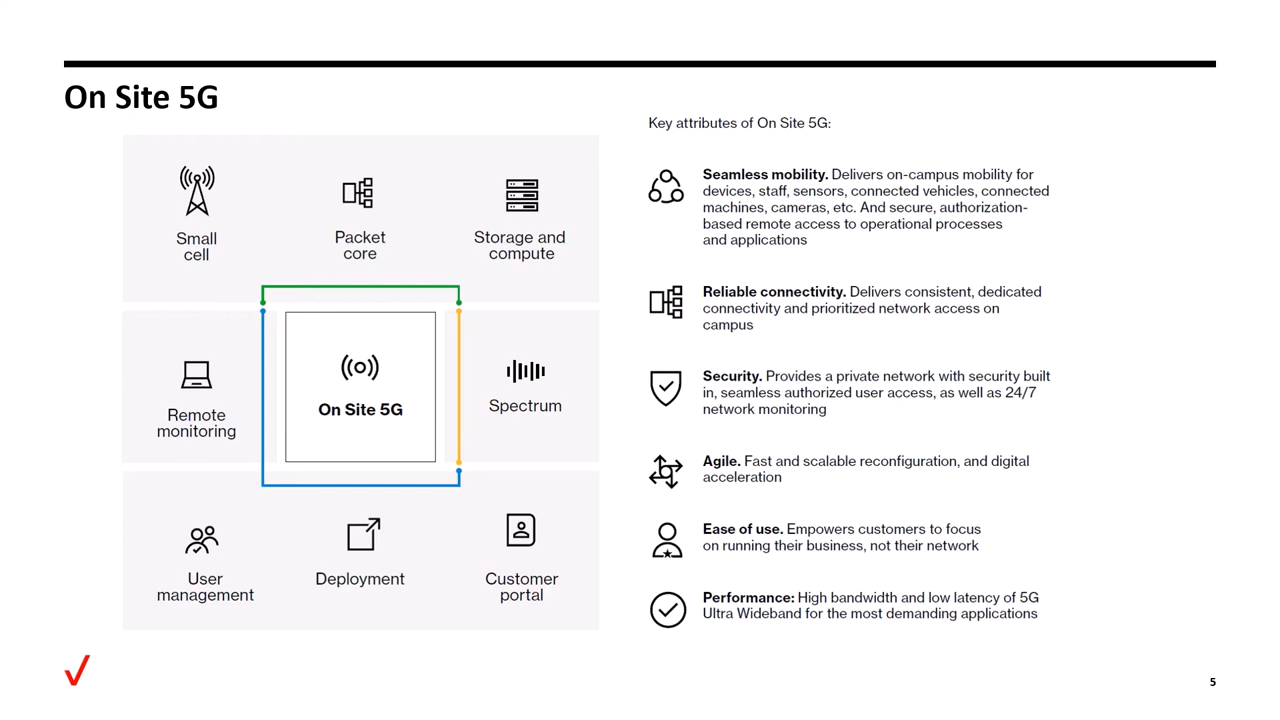 On Site 5G
Small
cell
Packet
core
Storage and
compute
Remote
monitoring
On Site 5G
Spectrum
User
management
Deployment
Customer
portal
Key attributes of On Site 5G:
Seamless mobility. Delivers on-campus mobility for
devices, staff, sensors, connected vehicles, connected
machines, cameras, etc. And secure, authorization-
based remote access to operational processes
and applications
Reliable connectivity. Delivers consistent, dedicated
connectivity and prioritized network access on
campus
Security. Provides a private network with security built
in, seamless authorized user access, as well as 24/7
network monitoring
Agile. Fast and scalable reconfiguration, and digital
acceleration
Ease of use. Empowers customers to focus
on running their business, not their network
Performance: High bandwidth and low latency of 5G
Ultra Wideband for the most demanding applications
5